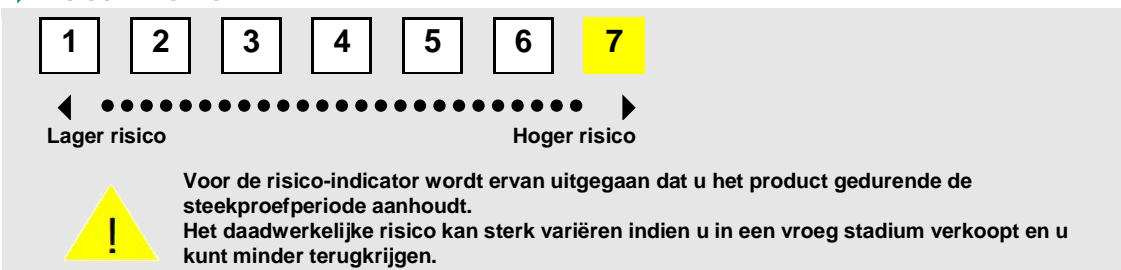 1 2 3 4 5 6 7
Lager risico Hoger risico
Voor de risico-indicator wordt ervan uitgegaan dat u het product gedurende de
steekproefperiode aanhoudt.
Het daadwerkelijke risico kan sterk variëren indien u in een vroeg stadium verkoopt en u
! kunt minder terugkrijgen.